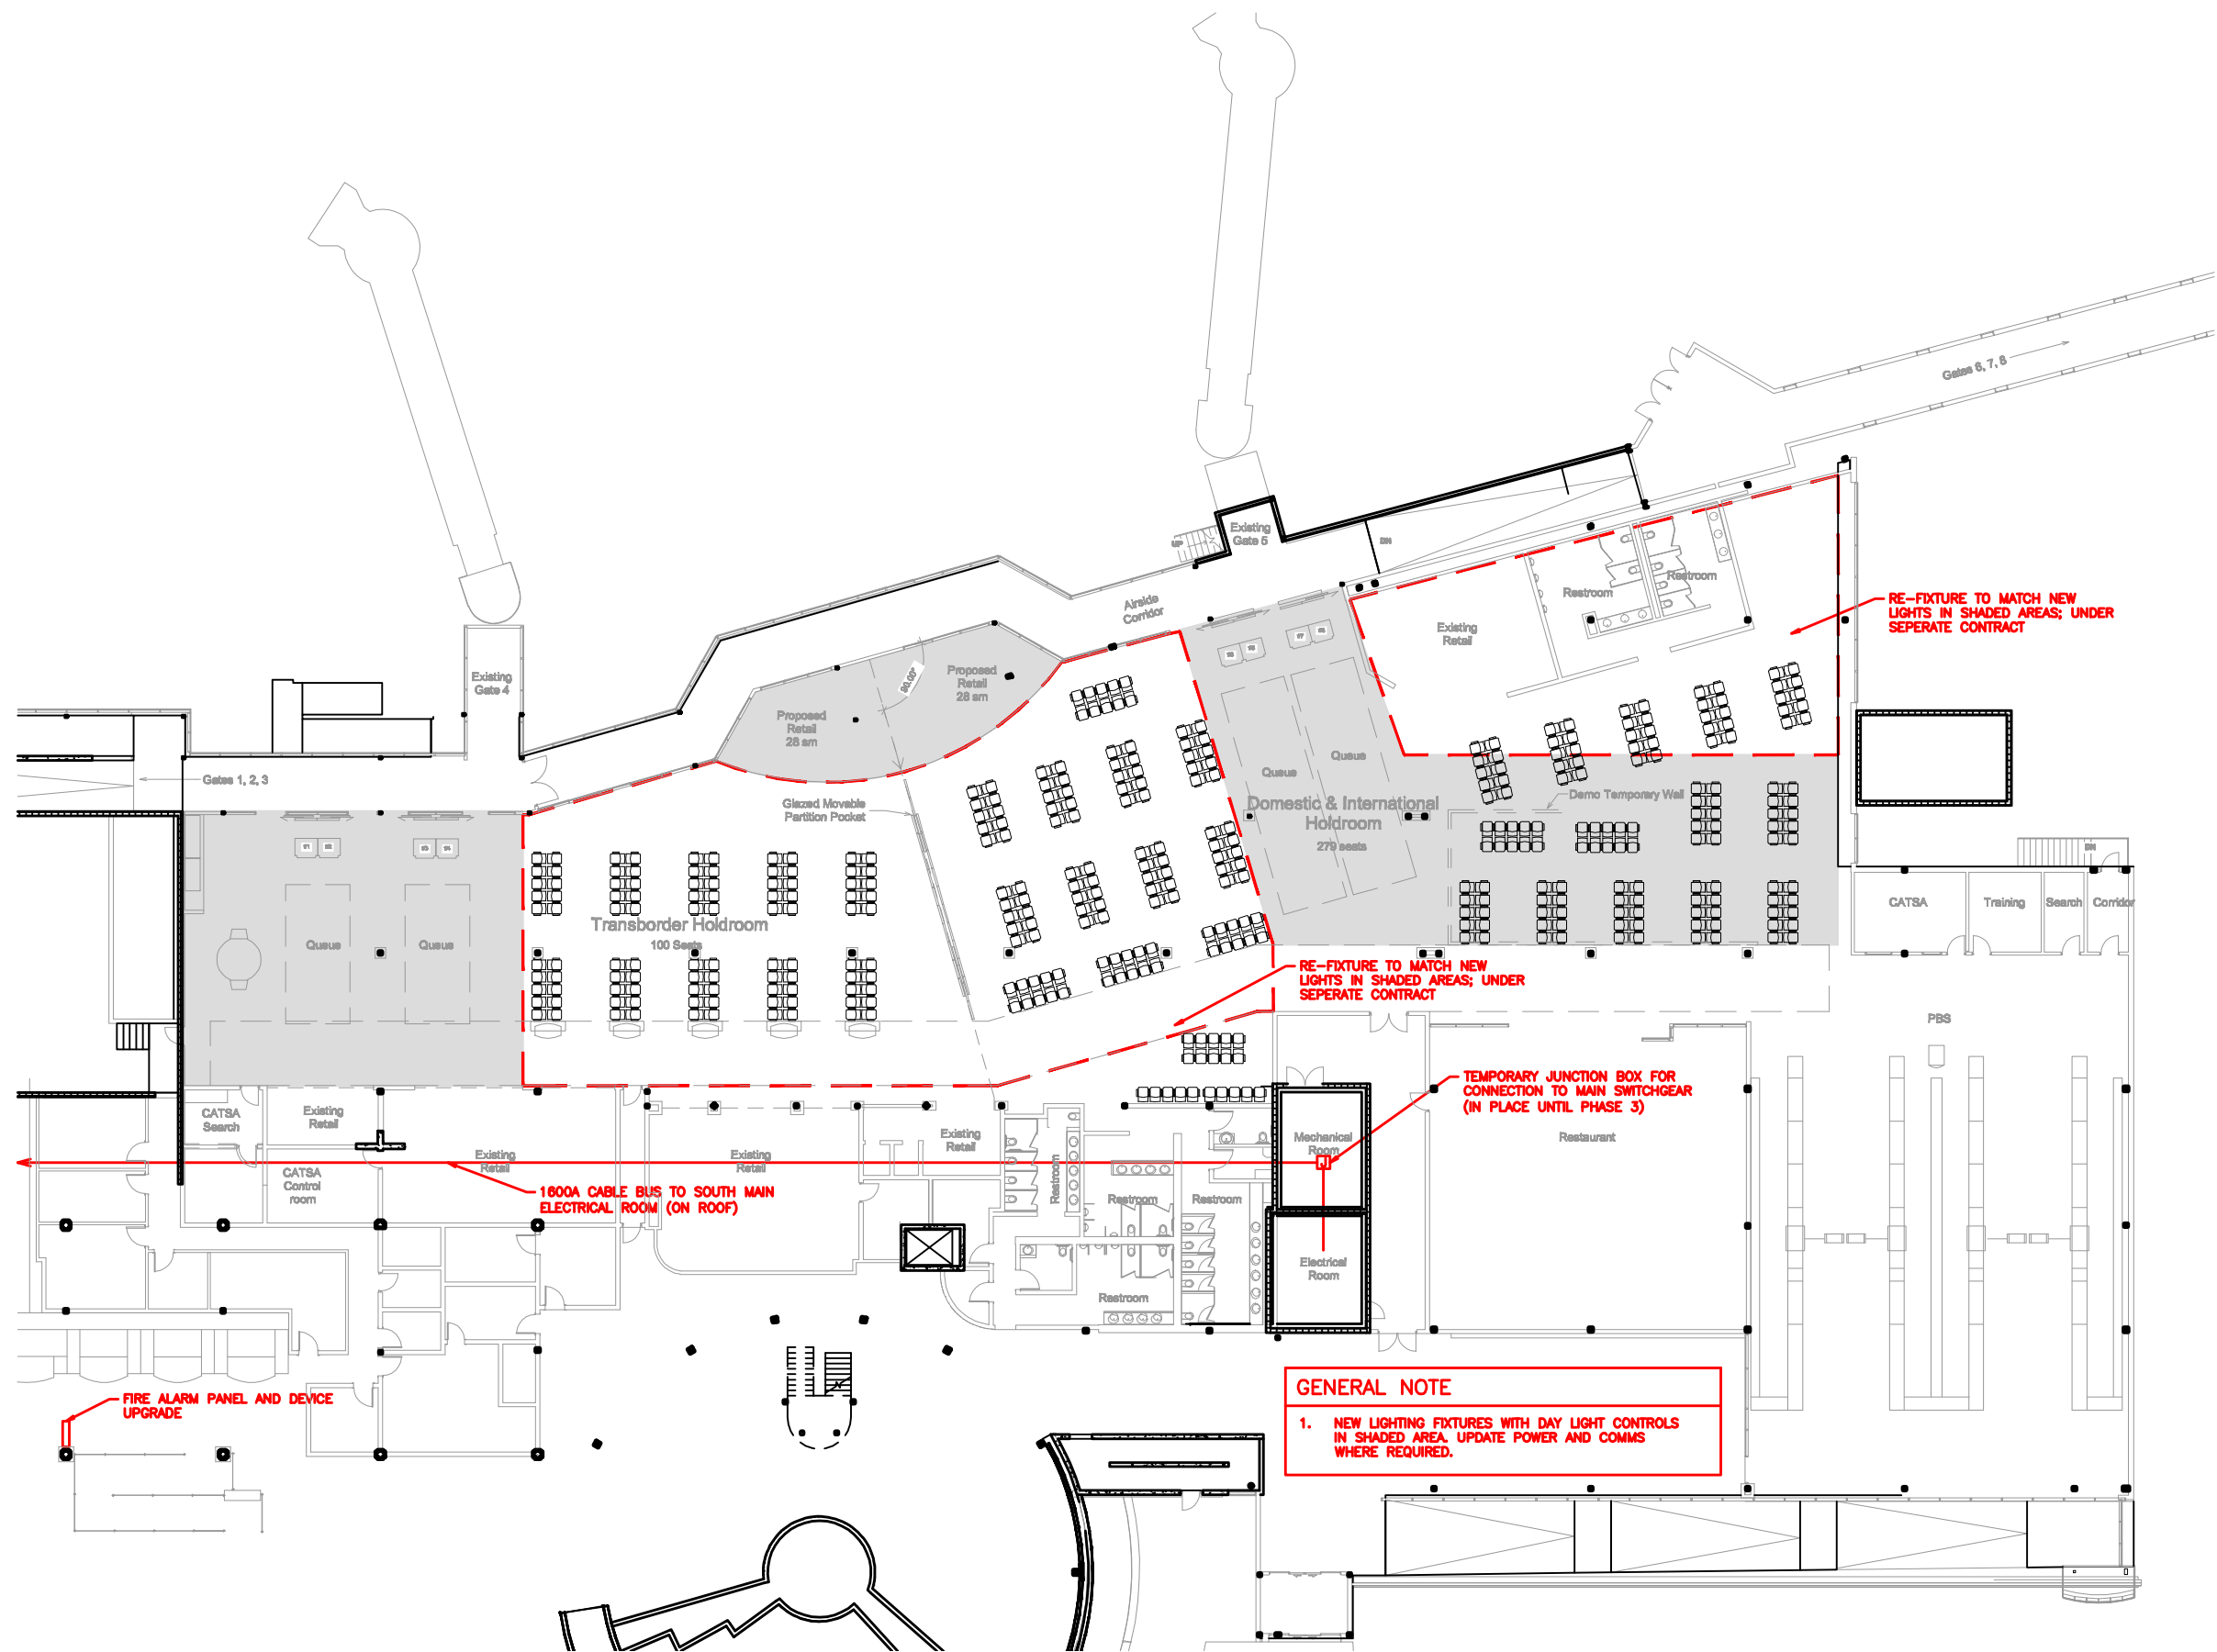 Gates 6, 7, 8
Existing
Gate 5
UP
DN
Airside
Corridor
Restroom
Restroom
Existing
Retail
RE-FIXTURE TO MATCH NEW
LIGHTS IN SHADED AREAS; UNDER
SEPERATE CONTRACT
Existing
Gate 4
Proposed
Retail
28 sm
90.00°
Proposed
Retail
28 sm
Gates 1, 2, 3
Glazed Movable
Partition Pocket
Queue
Queue
Domestic & International
Holdroom
279 seats
Demo Temporary Wall
DN
CATSA
Training
Search
Corridor
Transborder Holdroom
100 Seats
Queue
Queue
RE-FIXTURE TO MATCH NEW
LIGHTS IN SHADED AREAS; UNDER
SEPERATE CONTRACT
PBS
TEMPORARY JUNCTION BOX FOR
CONNECTION TO MAIN SWITCHGEAR
(IN PLACE UNTIL PHASE 3)
CATSA
Search
Existing
Retail
Existing
Retail
Existing
Retail
Existing
Retail
Mechanical
Room
Restaurant
CATSA
Control
room
1600A CABLE BUS TO SOUTH MAIN
ELECTRICAL ROOM (ON ROOF)
Restroom
Restroom
Restroom
Electrical
Room
Restroom
FIRE ALARM PANEL AND DEVICE
UPGRADE
GENERAL NOTE
1. NEW LIGHTING FIXTURES WITH DAY LIGHT CONTROLS
IN SHADED AREA. UPDATE POWER AND COMMS
WHERE REQUIRED.